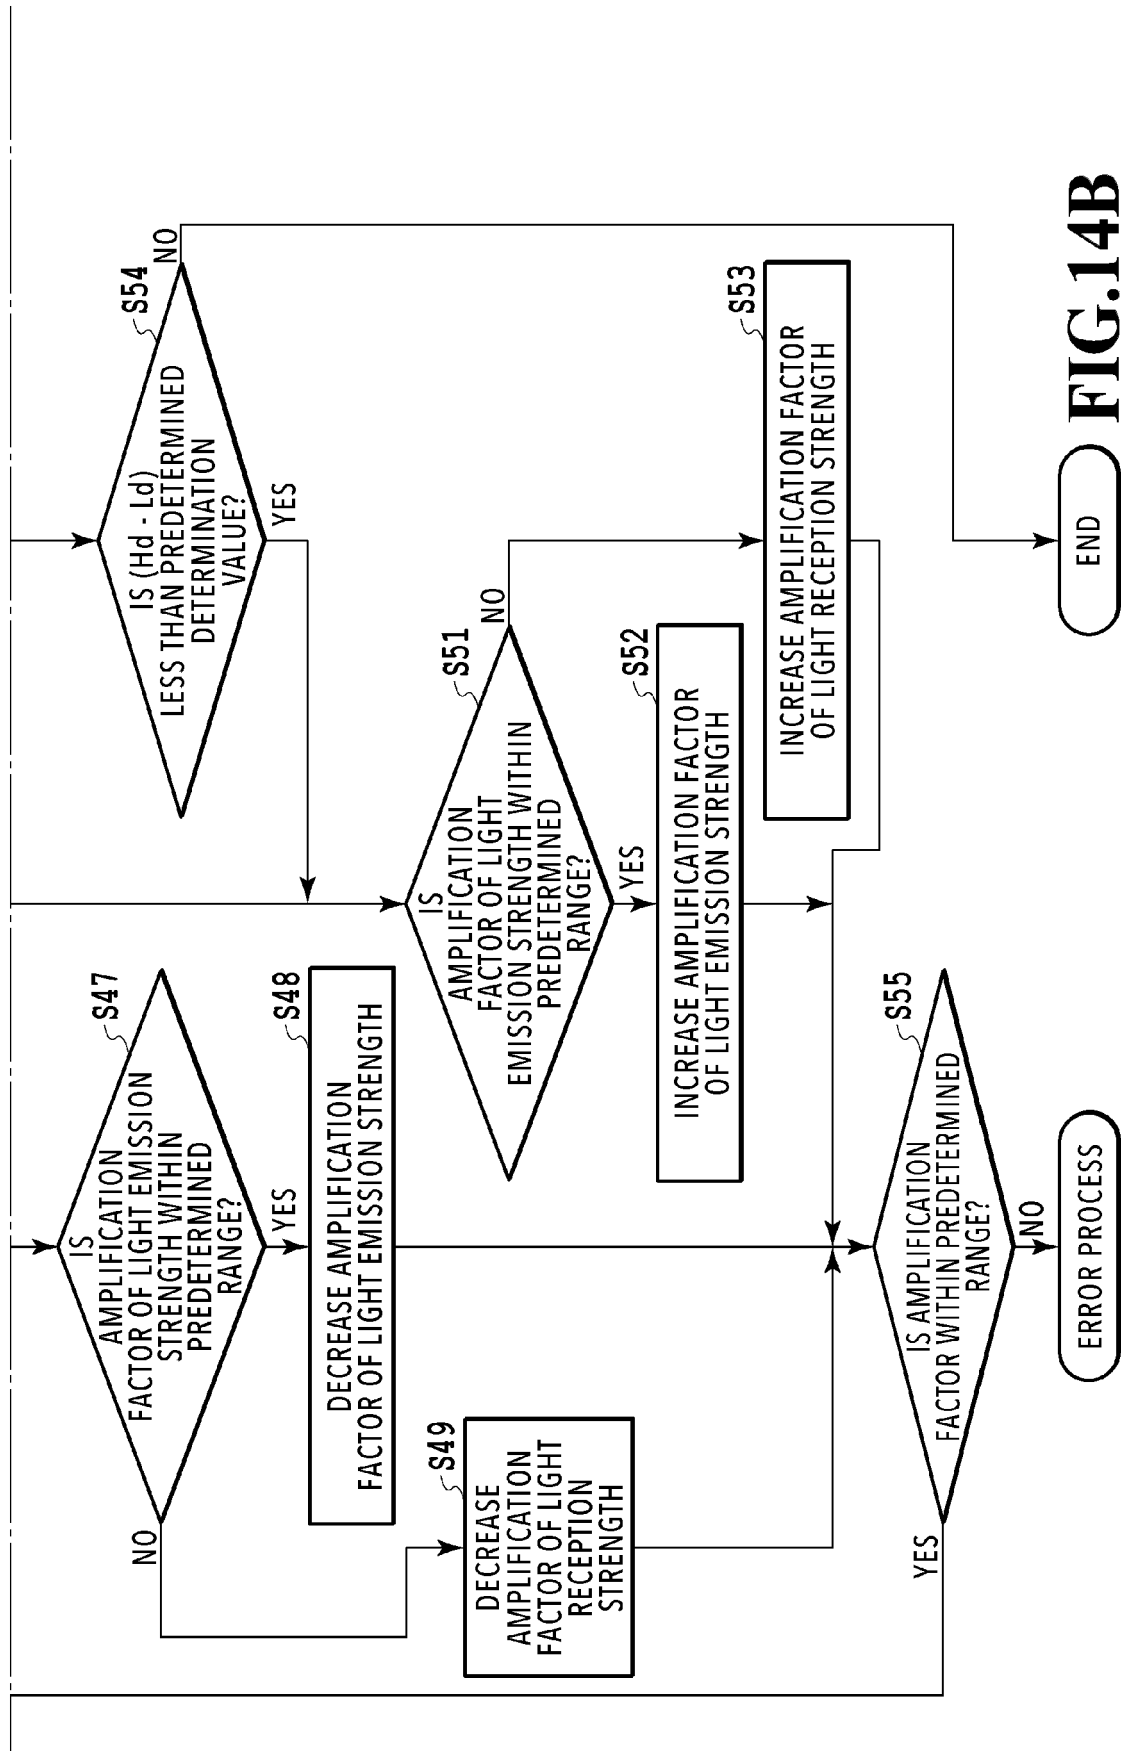 S47
IS
AMPLIFICATION
FACTOR OF LIGHT EMISSION
STRENGTH WITHIN
PREDETERMINED
RANGE?
NO
YES
S48
DECREASE AMPLIFICATION
FACTOR OF LIGHT EMISSION STRENGTH
S49
DECREASE
AMPLIFICATION
FACTOR OF LIGHT
RECEPTION
STRENGTH
S54
IS (Hd - Ld)
LESS THAN PREDETERMINED
DETERMINATION
VALUE?
NO
YES
S51
IS
AMPLIFICATION
FACTOR OF LIGHT
EMISSION STRENGTH WITHIN
PREDETERMINED
RANGE?
NO
YES
S52
INCREASE AMPLIFICATION FACTOR
OF LIGHT EMISSION STRENGTH
S53
INCREASE AMPLIFICATION FACTOR
OF LIGHT RECEPTION STRENGTH
S55
IS AMPLIFICATION
FACTOR WITHIN PREDETERMINED
RANGE?
YES
NO
ERROR PROCESS
END
FIG.14B